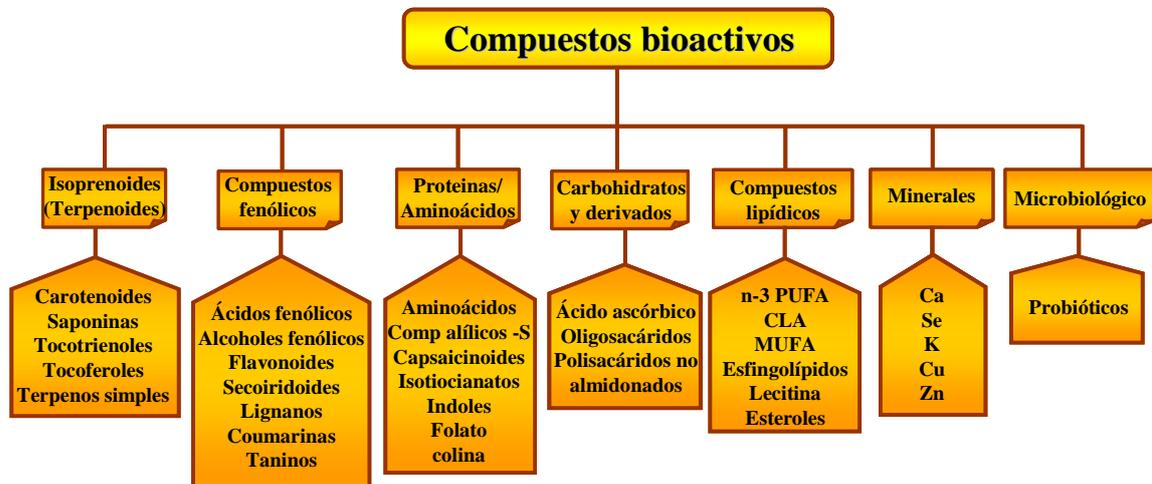 Compuestos bioactivos
Isoprenoides
(Terpenoides)
Carotenoides
Saponinas
Tocotrienoles
Tocoferoles
Terpenos simples
Compuestos
fenólicos
Ácidos fenólicos
Alcoholes fenólicos
Flavonoides
Secoiridoides
Lignanos
Coumarinas
Taninos
Proteinas/
Aminoácidos
Aminoácidos
Comp alílicos -S
Capsaicinoides
Isotiocianatos
Indoles
Folato
colina
Carbohidratos
y derivados
Ácido ascórbico
Oligosacáridos
Polisacáridos no
almidonados
Compuestos
lipídicos
n-3 PUFA
CLA
MUFA
Esfingolípidos
Lecitina
Esteroles
Minerales
Ca
Se
K
Cu
Zn
Microbiológico
Probióticos